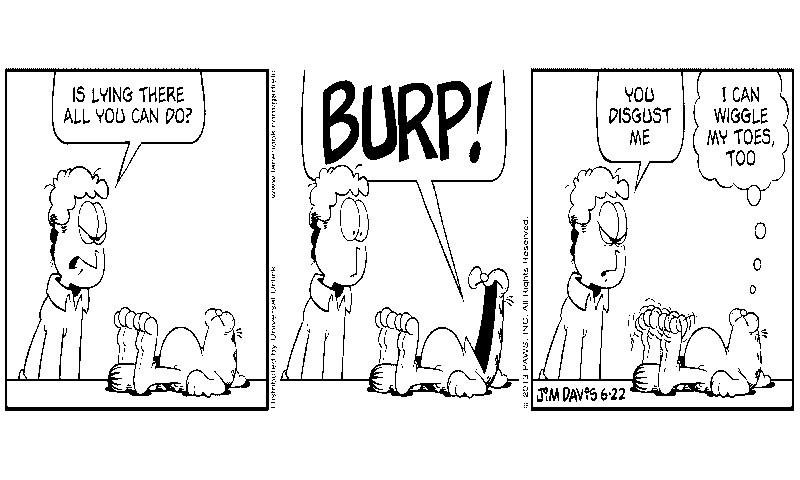 IS LYING THERE
ALL YOU CAN DO?
BURP!
YOU
DISGUST
ME
I CAN
WIGGLE
MY TOES,
TOO
© 2013 PAWS, INC. All Rights Reserved.
JIM DAVIS 6-22